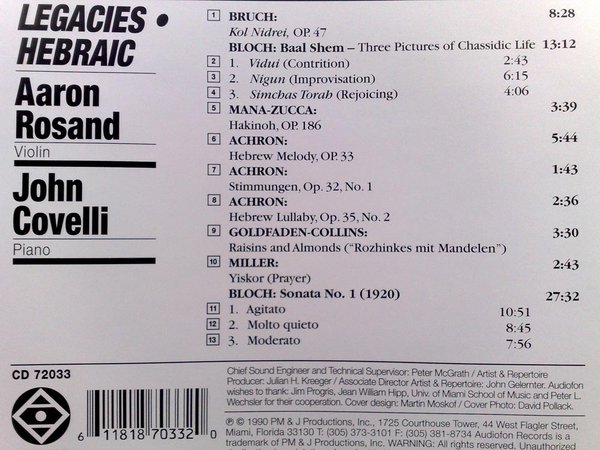 LEGACIES •
HEBRAIC
Aaron
Rosand
Violin
John
Covelli
Piano
1 BRUCH: 8:28
Kol Nidrei, OP. 47
BLOCH: Baal Shem – Three Pictures of Chassidic Life 13:12
2 1. Vidui (Contrition) 2:43
3 2. Nigun (Improvisation) 6:15
4 3. Simchas Torah (Rejoicing) 4:06
5 MANA-ZUCCA: 3:39
Hakinoh, OP. 186
6 ACHRON: 5:44
Hebrew Melody, OP. 33
7 ACHRON: 1:43
Stimmungen, Op. 32, No. 1
8 ACHRON: 2:36
Hebrew Lullaby, Op. 35, No. 2
9 GOLDFADEN-COLLINS: 3:30
Raisins and Almonds ("Rozhinkes mit Mandelen")
10 MILLER: 2:43
Yiskor (Prayer)
BLOCH: Sonata No. 1 (1920) 27:32
11 1. Agitato 10:51
12 2. Molto quieto 8:45
13 3. Moderato 7:56
CD 72033
6 11818 70332 0
Chief Sound Engineer and Technical Supervisor: Peter McGrath / Artist & Repertoire
Producer: Julian H. Kreeger / Associate Director Artist & Repertoire: John Gelernter. Audiofon
wishes to thank: Jim Progris, Jean William Hipp, Univ. of Miami School of Music and Peter L.
Wechsler for their cooperation. Cover design: Martin Moskof / Cover Photo: David Pollack.
℗ © 1990 PM & J Productions, Inc., 1725 Courthouse Tower, 44 West Flagler Street,
Miami, Florida 33130 T: (305) 373-3101 F: (305) 381-8734 Audiofon Records is a
trademark of PM & J Productions, Inc. WARNING: All Rights Reserved. Unauthorized